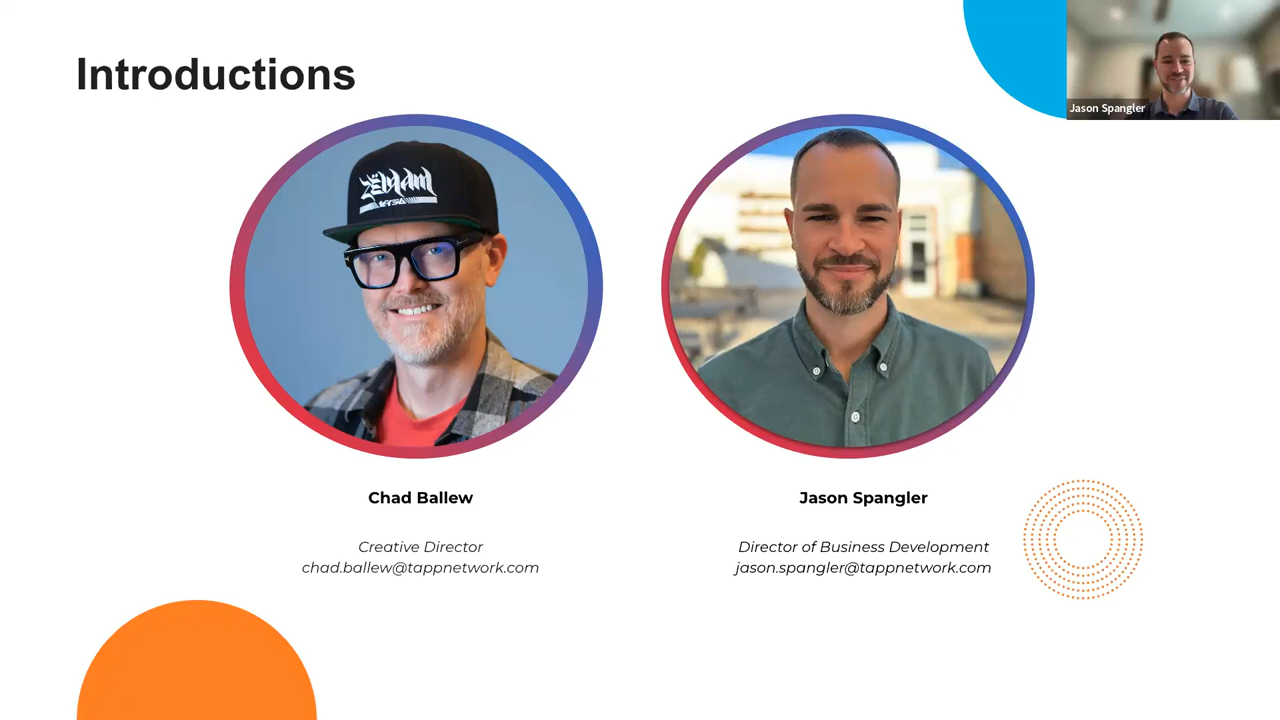 Introductions
Jason Spangler
Chad Ballew
Jason Spangler
Creative Director
chad.ballew@tappnetwork.com
Director of Business Development
jason.spangler@tappnetwork.com